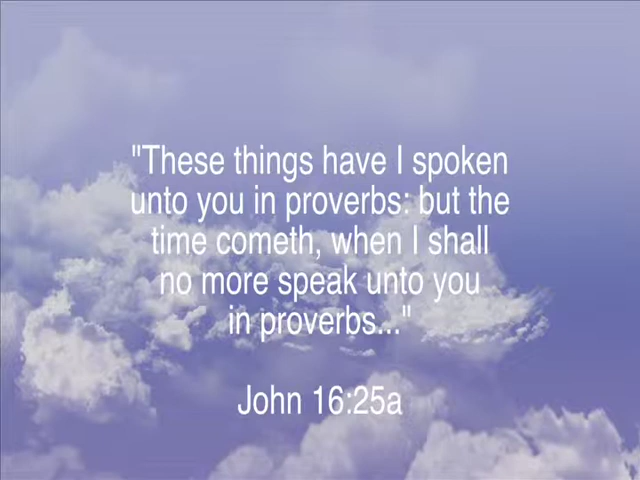 "These things have I spoken
unto you in proverbs: but the
time cometh, when I shall
no more speak unto you
in proverbs..."
John 16:25a